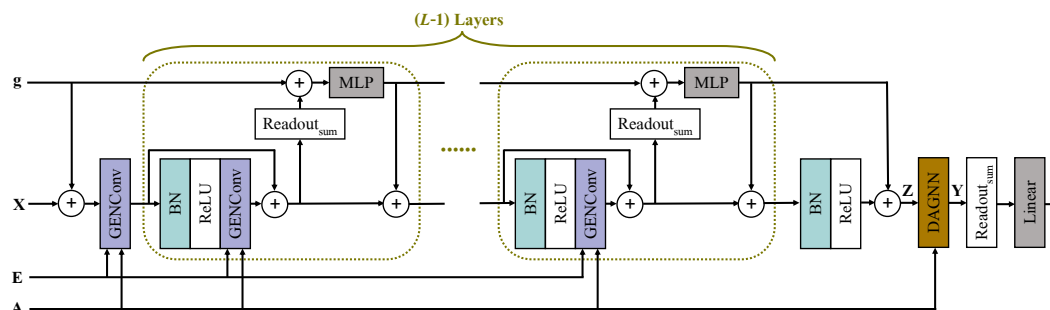 (L-1) Layers
g
MLP
MLP
Readout_sum
Readout_sum
......
X
GENConv
BN
ReLU
GENConv
BN
ReLU
GENConv
BN
ReLU
Z
DAGNN
Y
Readout_sum
Linear
E
A